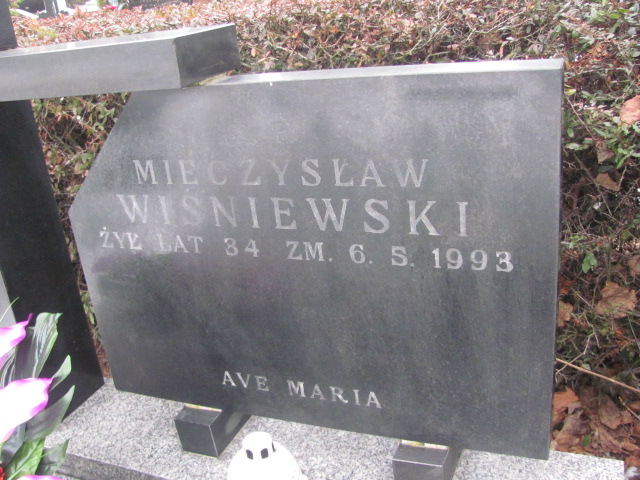 MIECZYSŁAW
WIŚNIEWSKI
ŻYŁ LAT 34 ZM. 6. 5. 1993
AVE MARIA